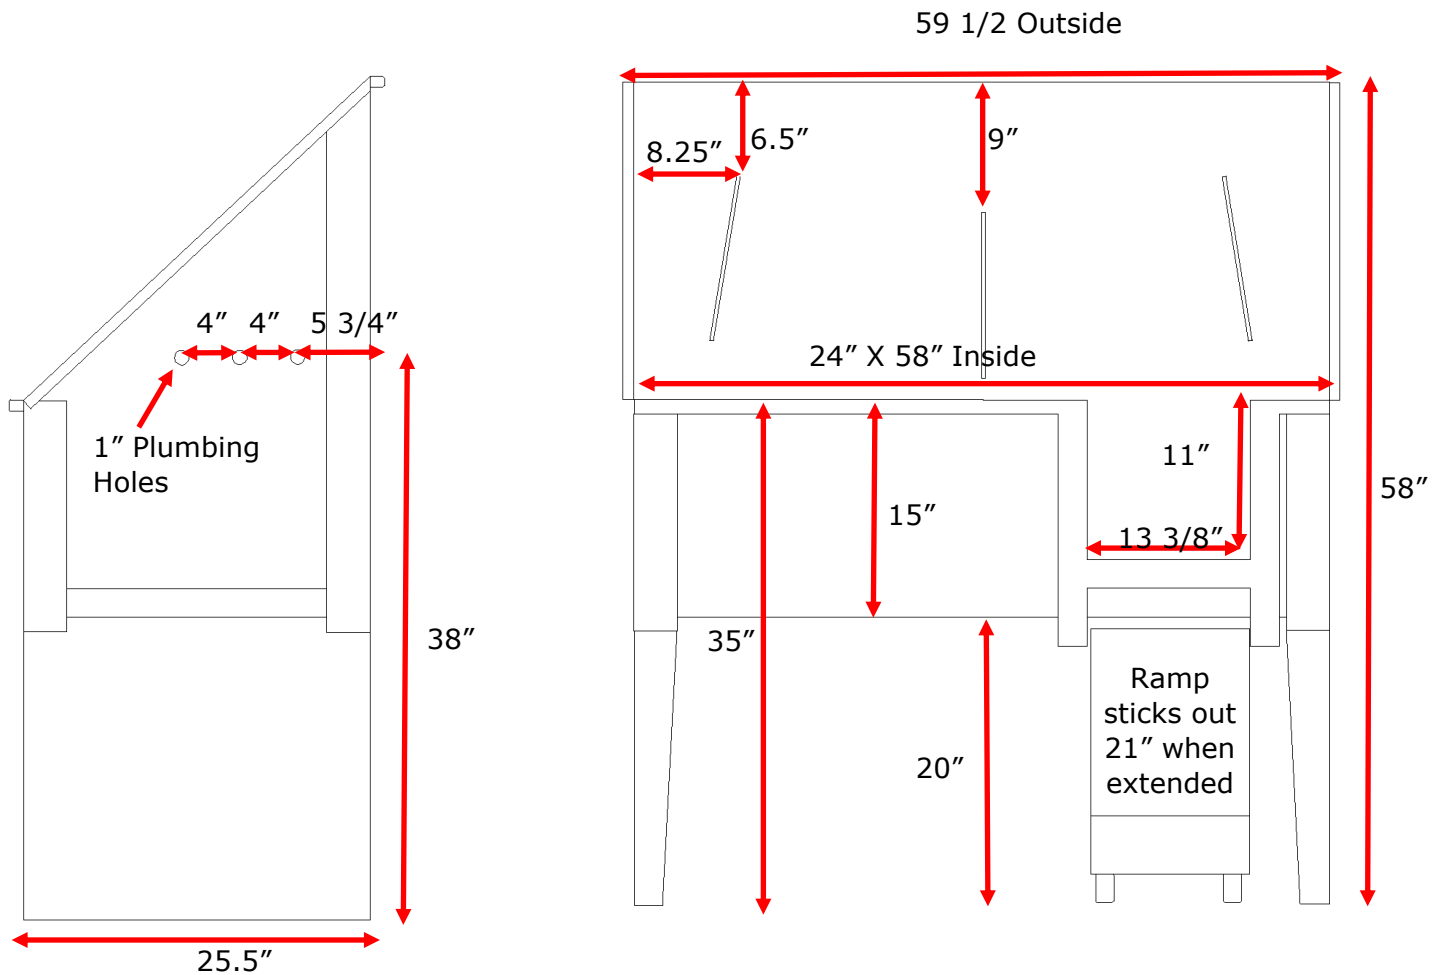 59 1/2 Outside
6.5”
9”
8.25”
4”
4”
5 3/4”
24” X 58” Inside
1” Plumbing
Holes
11”
58”
15”
13 3/8”
38”
35”
Ramp
sticks out
21” when
extended
20”
25.5”